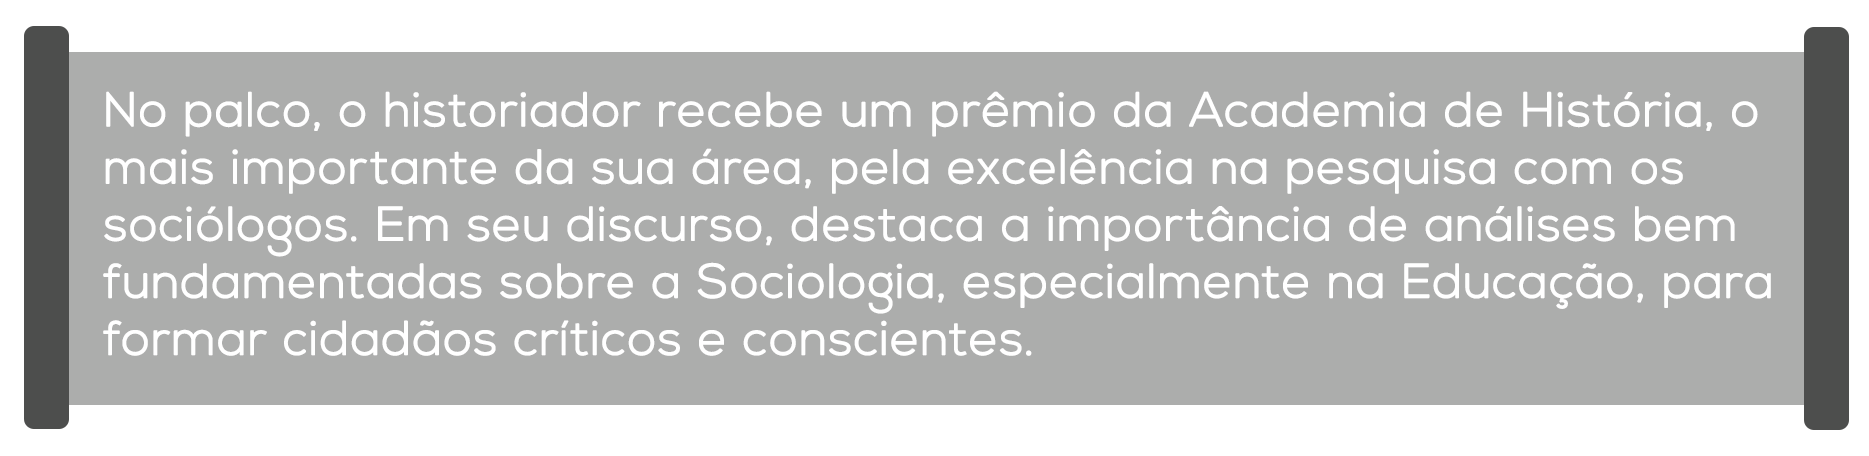 No palco, o historiador recebe um prêmio da Academia de História, o
mais importante da sua área, pela excelência na pesquisa com os
sociólogos. Em seu discurso, destaca a importância de análises bem
fundamentadas sobre a Sociologia, especialmente na Educação, para
formar cidadãos críticos e conscientes.